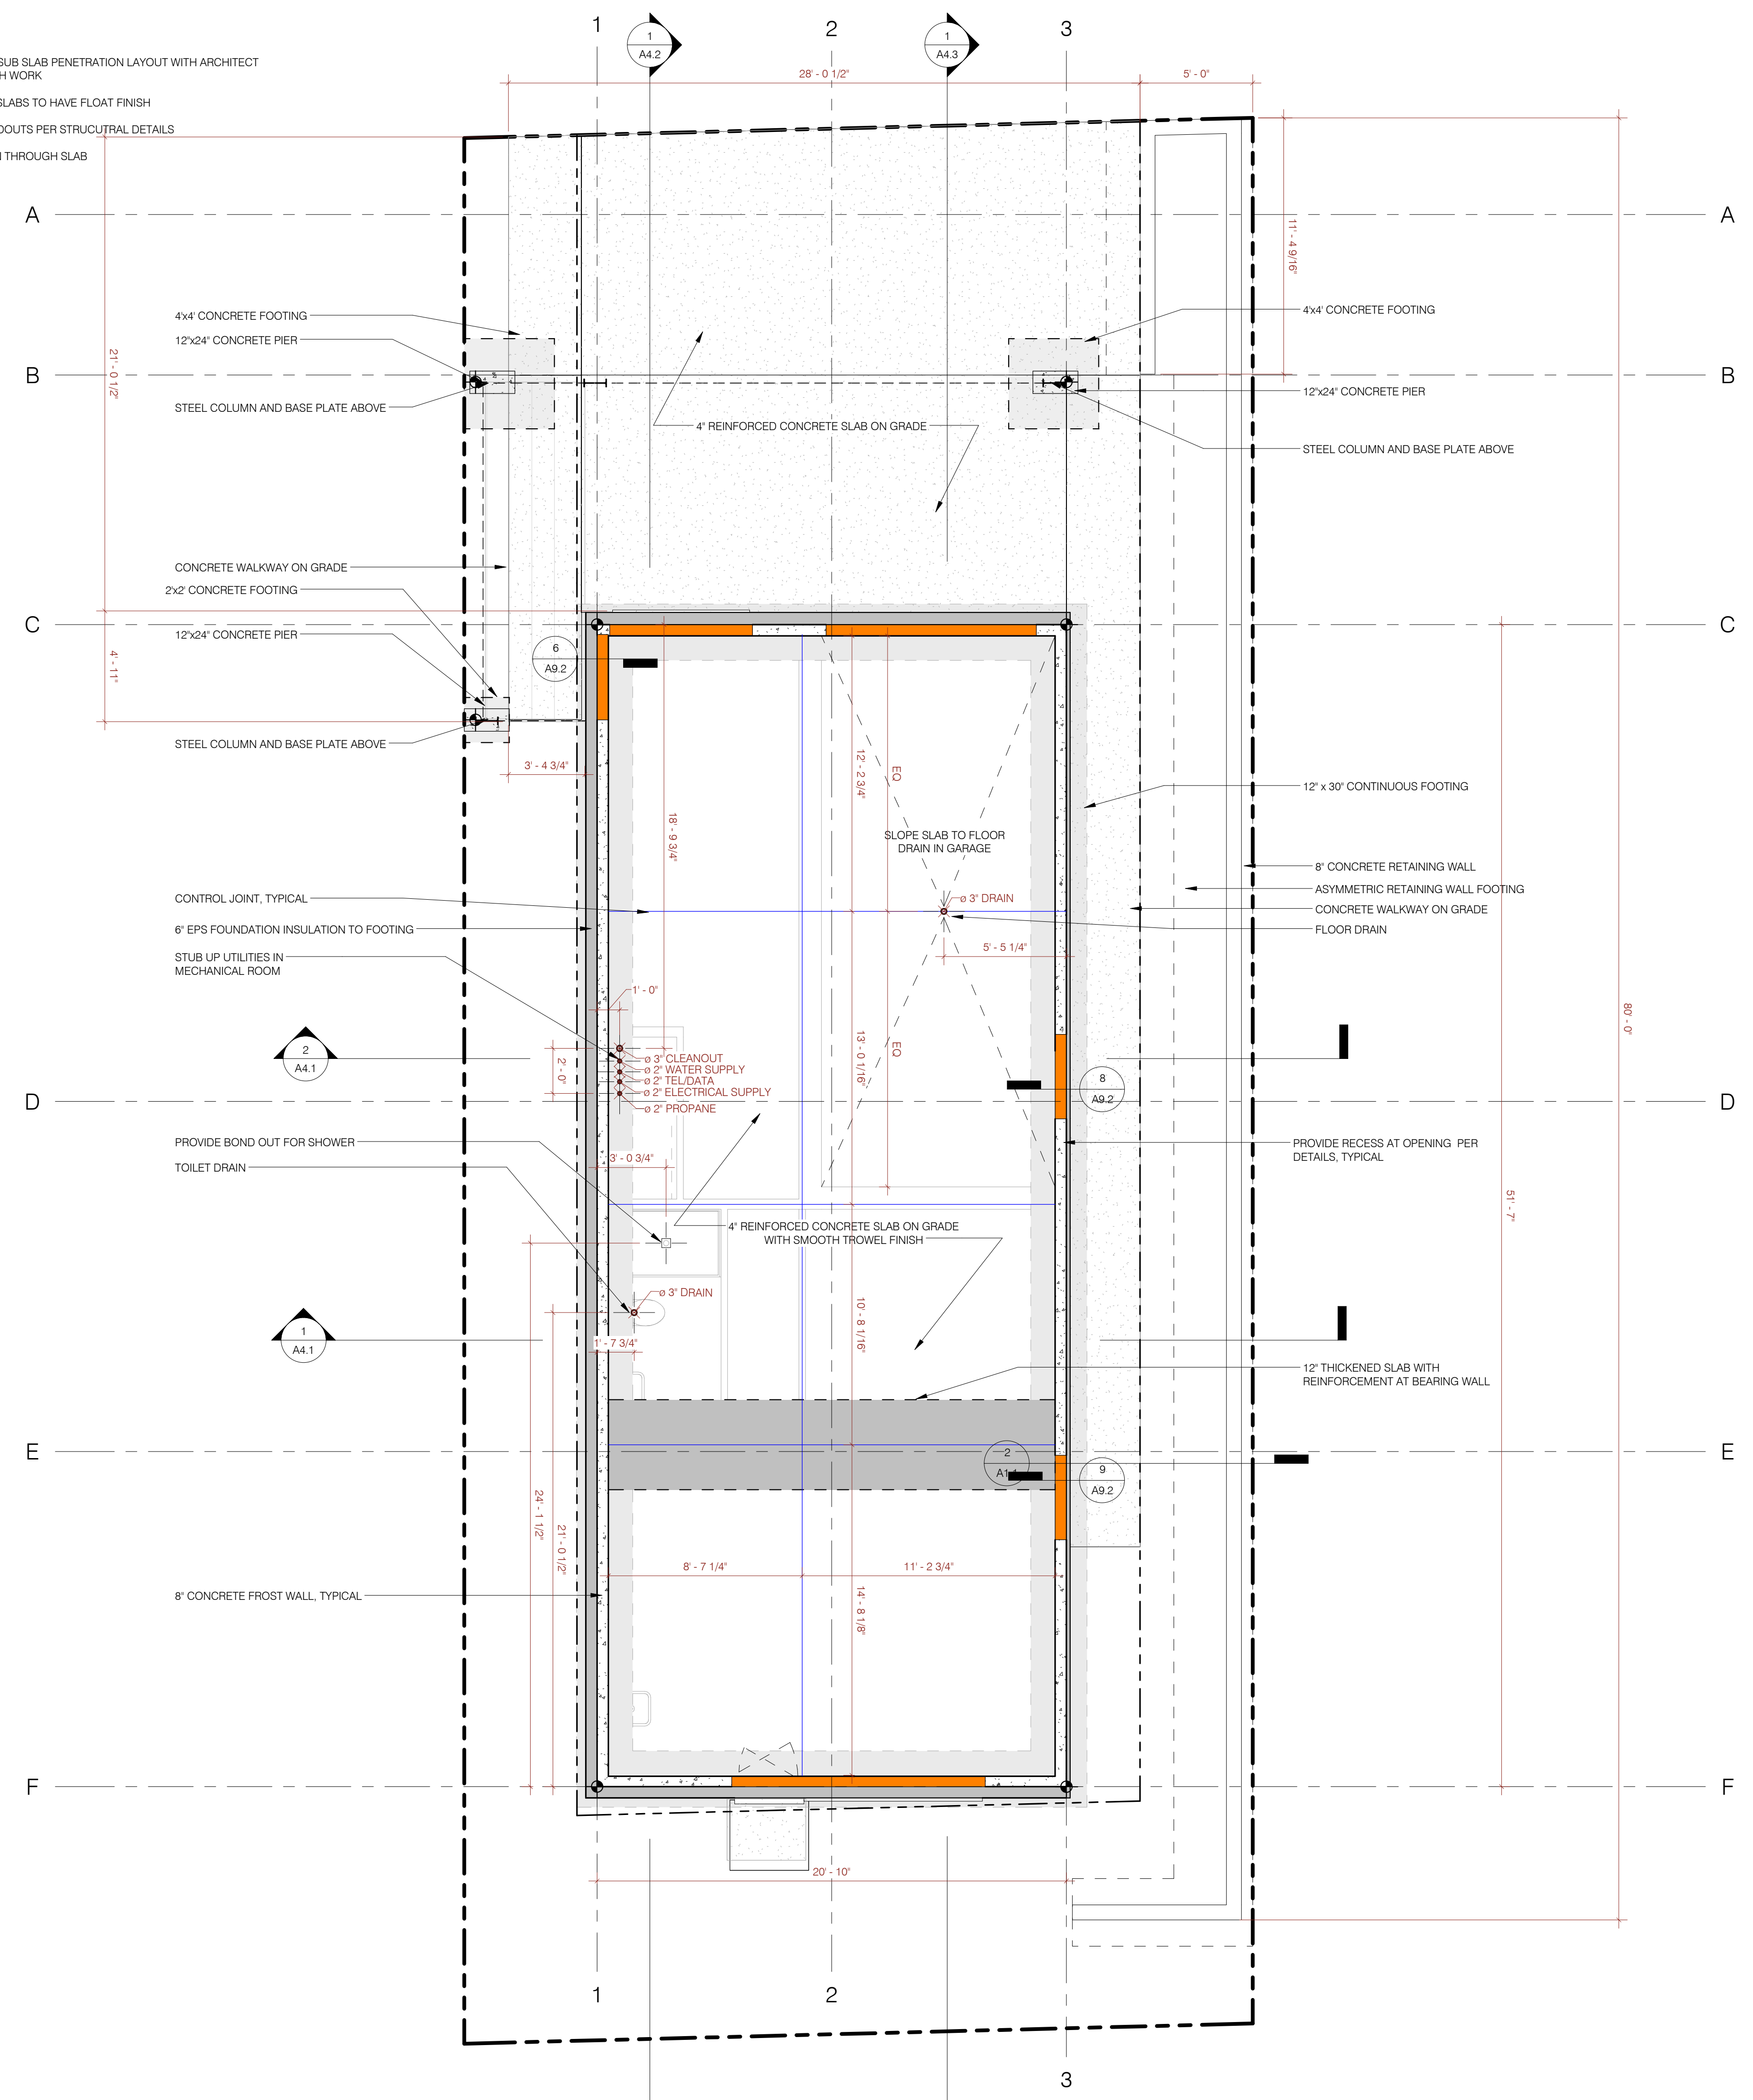 1
2
3
1
A4.2
1
A4.3
SUB SLAB PENETRATION LAYOUT WITH ARCHITECT
H WORK
SLABS TO HAVE FLOAT FINISH
DOUTS PER STRUCUTRAL DETAILS
THROUGH SLAB
28' - 0 1/2"
5' - 0"
A
A
11' - 4 9/16"
4'x4' CONCRETE FOOTING
12"x24" CONCRETE PIER
STEEL COLUMN AND BASE PLATE ABOVE
4'x4' CONCRETE FOOTING
12"x24" CONCRETE PIER
STEEL COLUMN AND BASE PLATE ABOVE
21' - 0 1/2"
B
B
4" REINFORCED CONCRETE SLAB ON GRADE
CONCRETE WALKWAY ON GRADE
2'x2' CONCRETE FOOTING
12"x24" CONCRETE PIER
STEEL COLUMN AND BASE PLATE ABOVE
C
C
4' - 11"
6
A9.2
3' - 4 3/4"
12' - 2 3/4"
EQ
18' - 9 3/4"
SLOPE SLAB TO FLOOR
DRAIN IN GARAGE
12" x 30" CONTINUOUS FOOTING
8" CONCRETE RETAINING WALL
ASYMMETRIC RETAINING WALL FOOTING
CONCRETE WALKWAY ON GRADE
FLOOR DRAIN
CONTROL JOINT, TYPICAL
6" EPS FOUNDATION INSULATION TO FOOTING
STUB UP UTILITIES IN
MECHANICAL ROOM
ø 3" DRAIN
5' - 5 1/4"
1' - 0"
80' - 0"
2
A4.1
2' - 0"
ø 3" CLEANOUT
ø 2" WATER SUPPLY
ø 2" TEL/DATA
ø 2" ELECTRICAL SUPPLY
ø 2" PROPANE
13' - 0 1/16"
EQ
8
A9.2
D
D
PROVIDE BOND OUT FOR SHOWER
TOILET DRAIN
3' - 0 3/4"
PROVIDE RECESS AT OPENING PER
DETAILS, TYPICAL
51' - 7"
4" REINFORCED CONCRETE SLAB ON GRADE
WITH SMOOTH TROWEL FINISH
ø 3" DRAIN
1' - 7 3/4"
10' - 8 1/16"
1
A4.1
12" THICKENED SLAB WITH
REINFORCEMENT AT BEARING WALL
E
E
2
9
A9.2
24' - 1 1/2"
21' - 0 1/2"
8' - 7 1/4"
11' - 2 3/4"
14' - 8 1/8"
8" CONCRETE FROST WALL, TYPICAL
F
F
20' - 10"
1
2
3